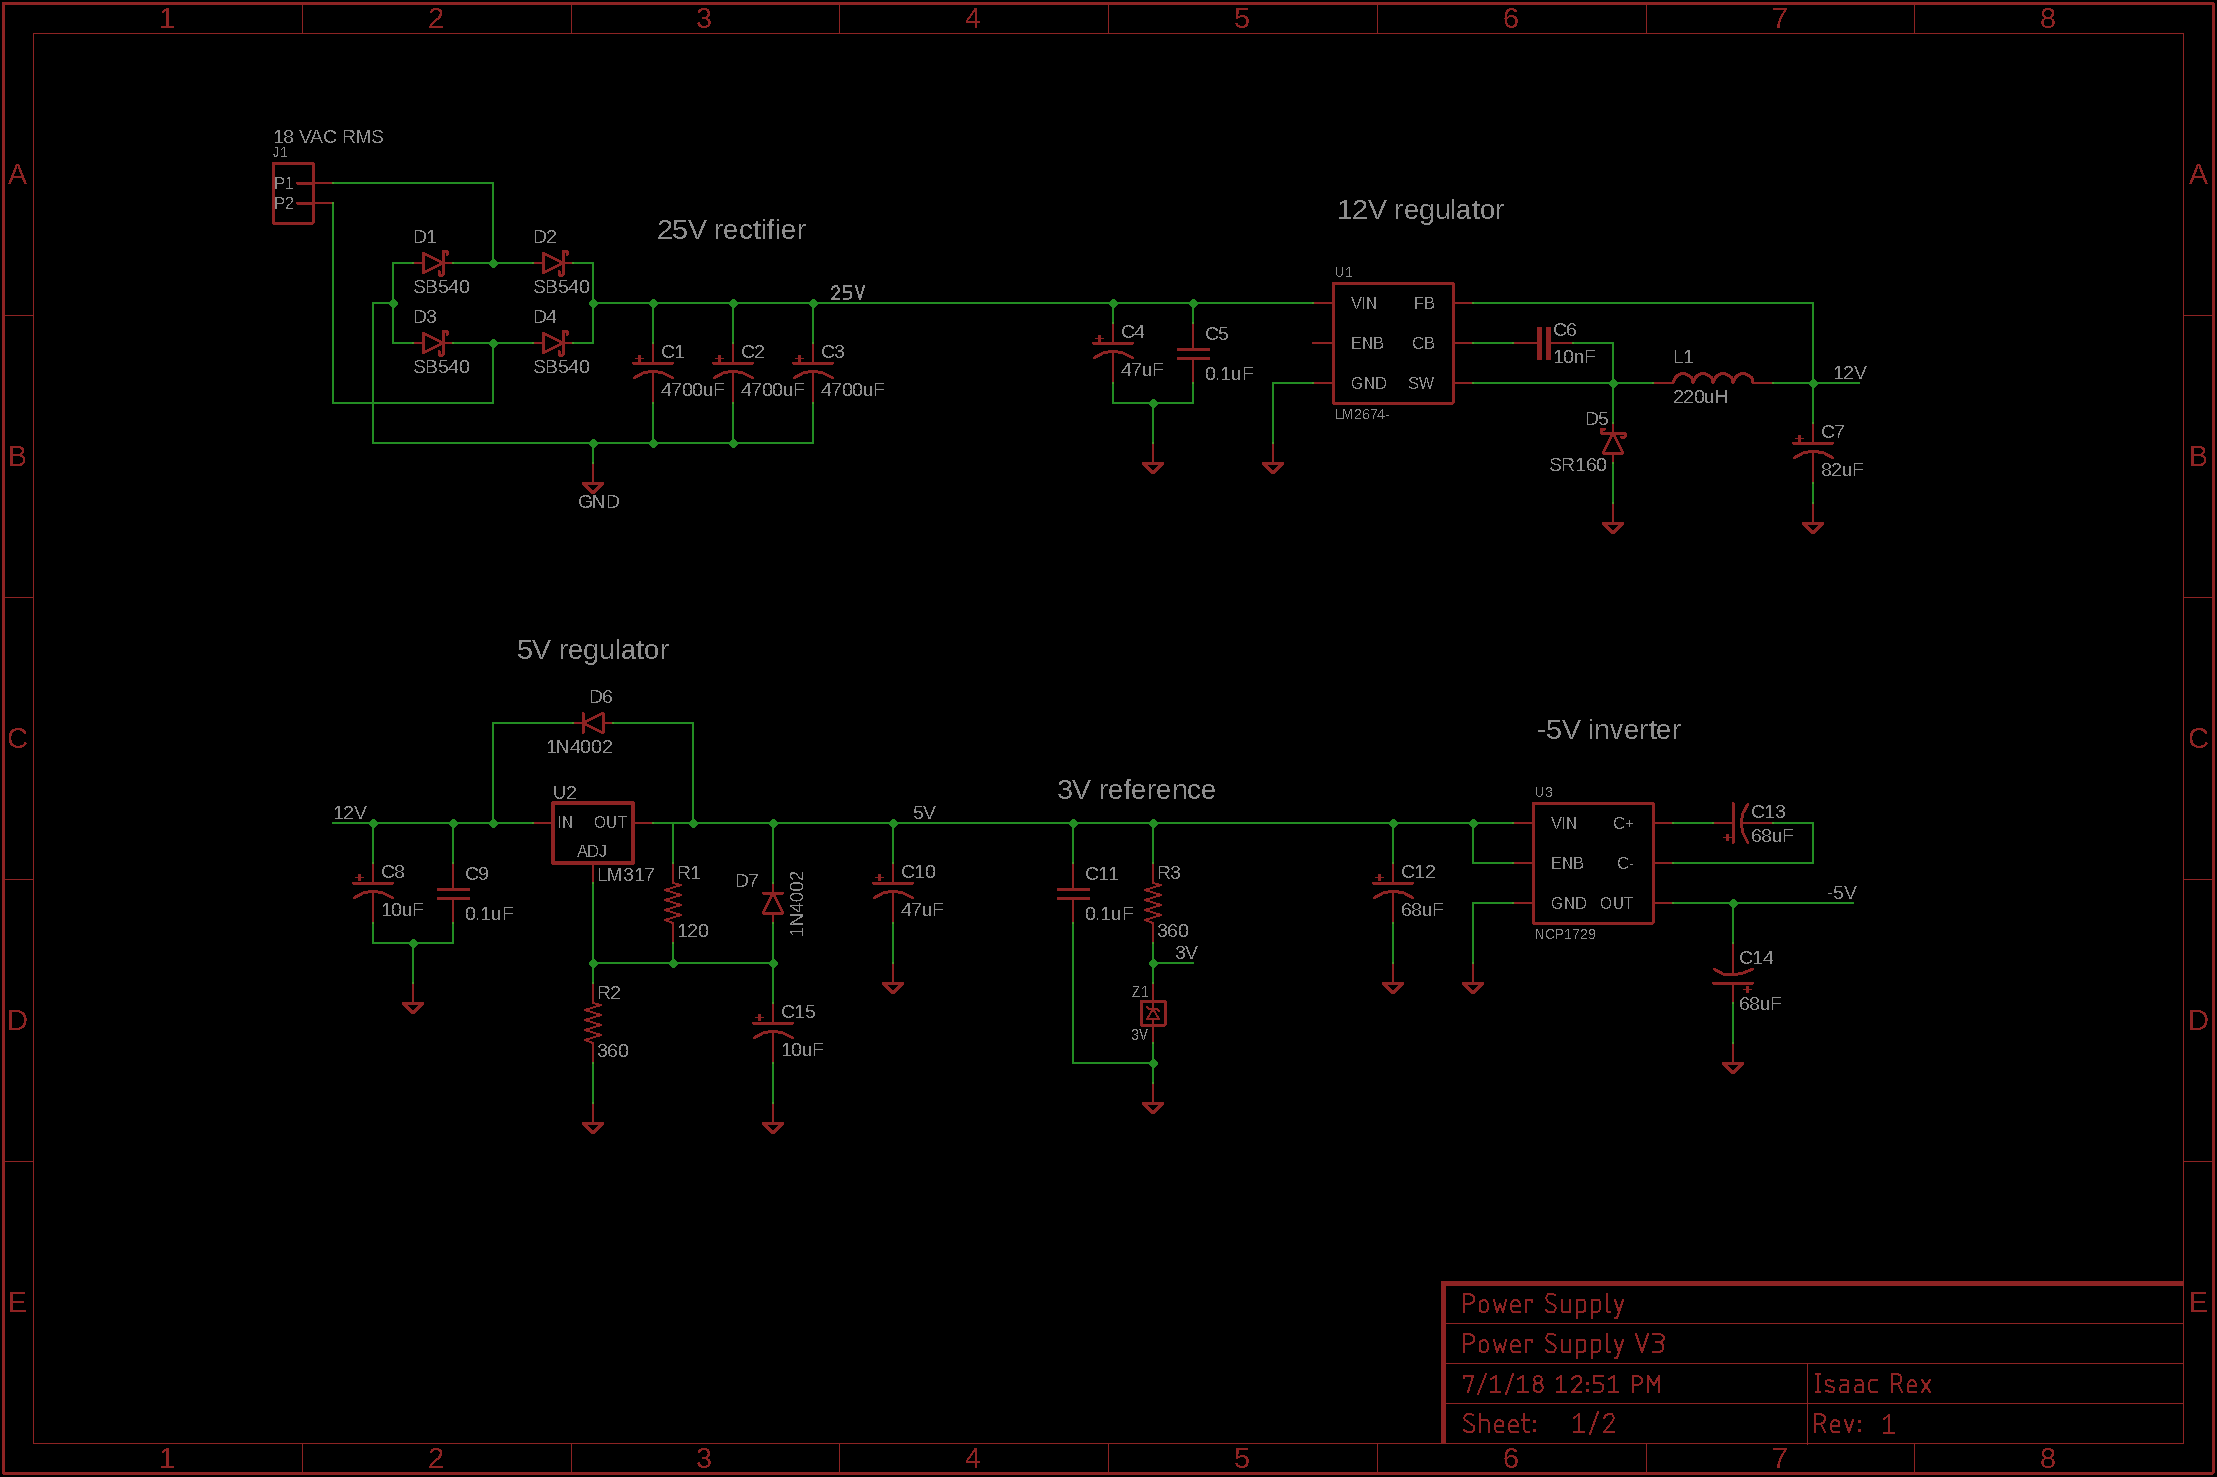 1 2 3 4 5 6 7 8
A A
18 VAC RMS
J1
P1
P2
25V rectifier
12V regulator
D1 D2
SB540 SB540
D3 D4
SB540 SB540
25V
C1 C2 C3
4700uF 4700uF 4700uF
GND
C4 C5
47uF 0.1uF
U1
VIN FB
ENB CB
GND SW
LM2674-
C6
10nF
L1
220uH
12V
D5
SR160
C7
82uF
B B
5V regulator
D6
1N4002
C C
12V
U2
IN OUT
ADJ
LM317
C8 C9
10uF 0.1uF
R1
120
D7
1N4002
R2
360
C15
10uF
5V
C10
47uF
3V reference
C11
0.1uF
R3
360
3V
Z1
3V
-5V inverter
C12
68uF
U3
VIN C+
ENB C-
GND OUT
NCP1729
C13
68uF
-5V
C14
68uF
D D
E E
Power Supply
Power Supply V3
7/1/18 12:51 PM Isaac Rex
Sheet: 1/2 Rev: 1
1 2 3 4 5 6 7 8